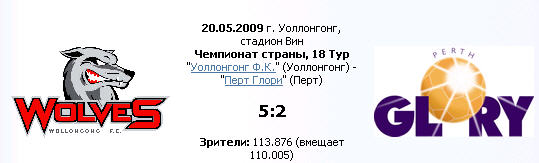 20.05.2009 г. Уоллонгонг,
стадион Вин
Чемпионат страны, 18 Тур
"Уоллонгонг Ф.К." (Уоллонгонг) -
"Перт Глори" (Перт)
5:2
Зрители: 113.876 (вмещает
110.005)
WOLVES
WOLLONGONG F.C.
PERTH
GLORY